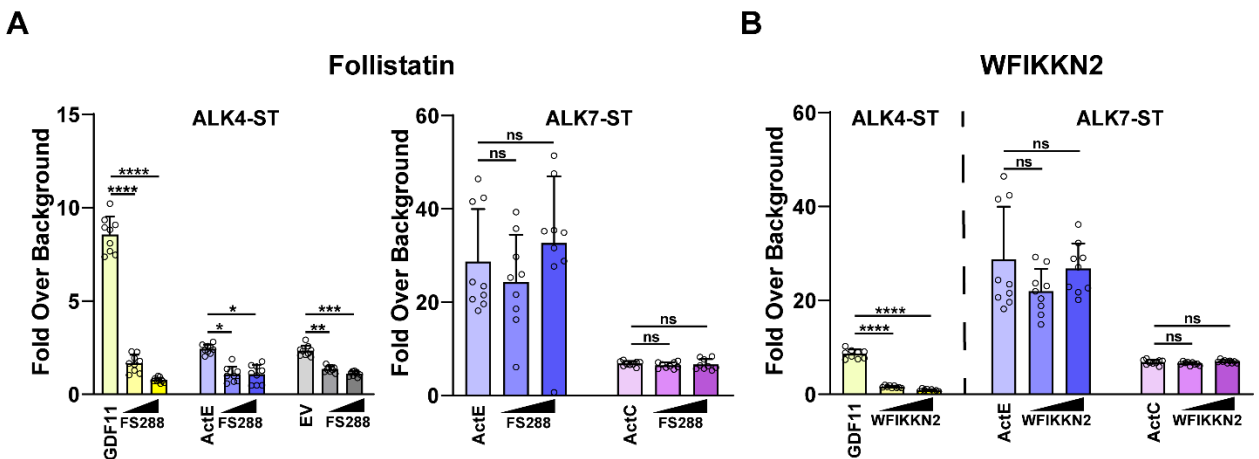 A
B
Follistatin
WFIKKN2
ALK4-ST
ALK7-ST
ALK4-ST
ALK7-ST
Fold Over Background
15
10
5
0
****
****
*
*
***
**
GDF11
FS288
ActE
FS288
EV
FS288
Fold Over Background
60
40
20
0
ns
ns
ns
ns
ActE
FS288
ActC
FS288
Fold Over Background
60
40
20
0
****
****
ns
ns
ns
ns
GDF11
WFIKKN2
ActE
WFIKKN2
ActC
WFIKKN2